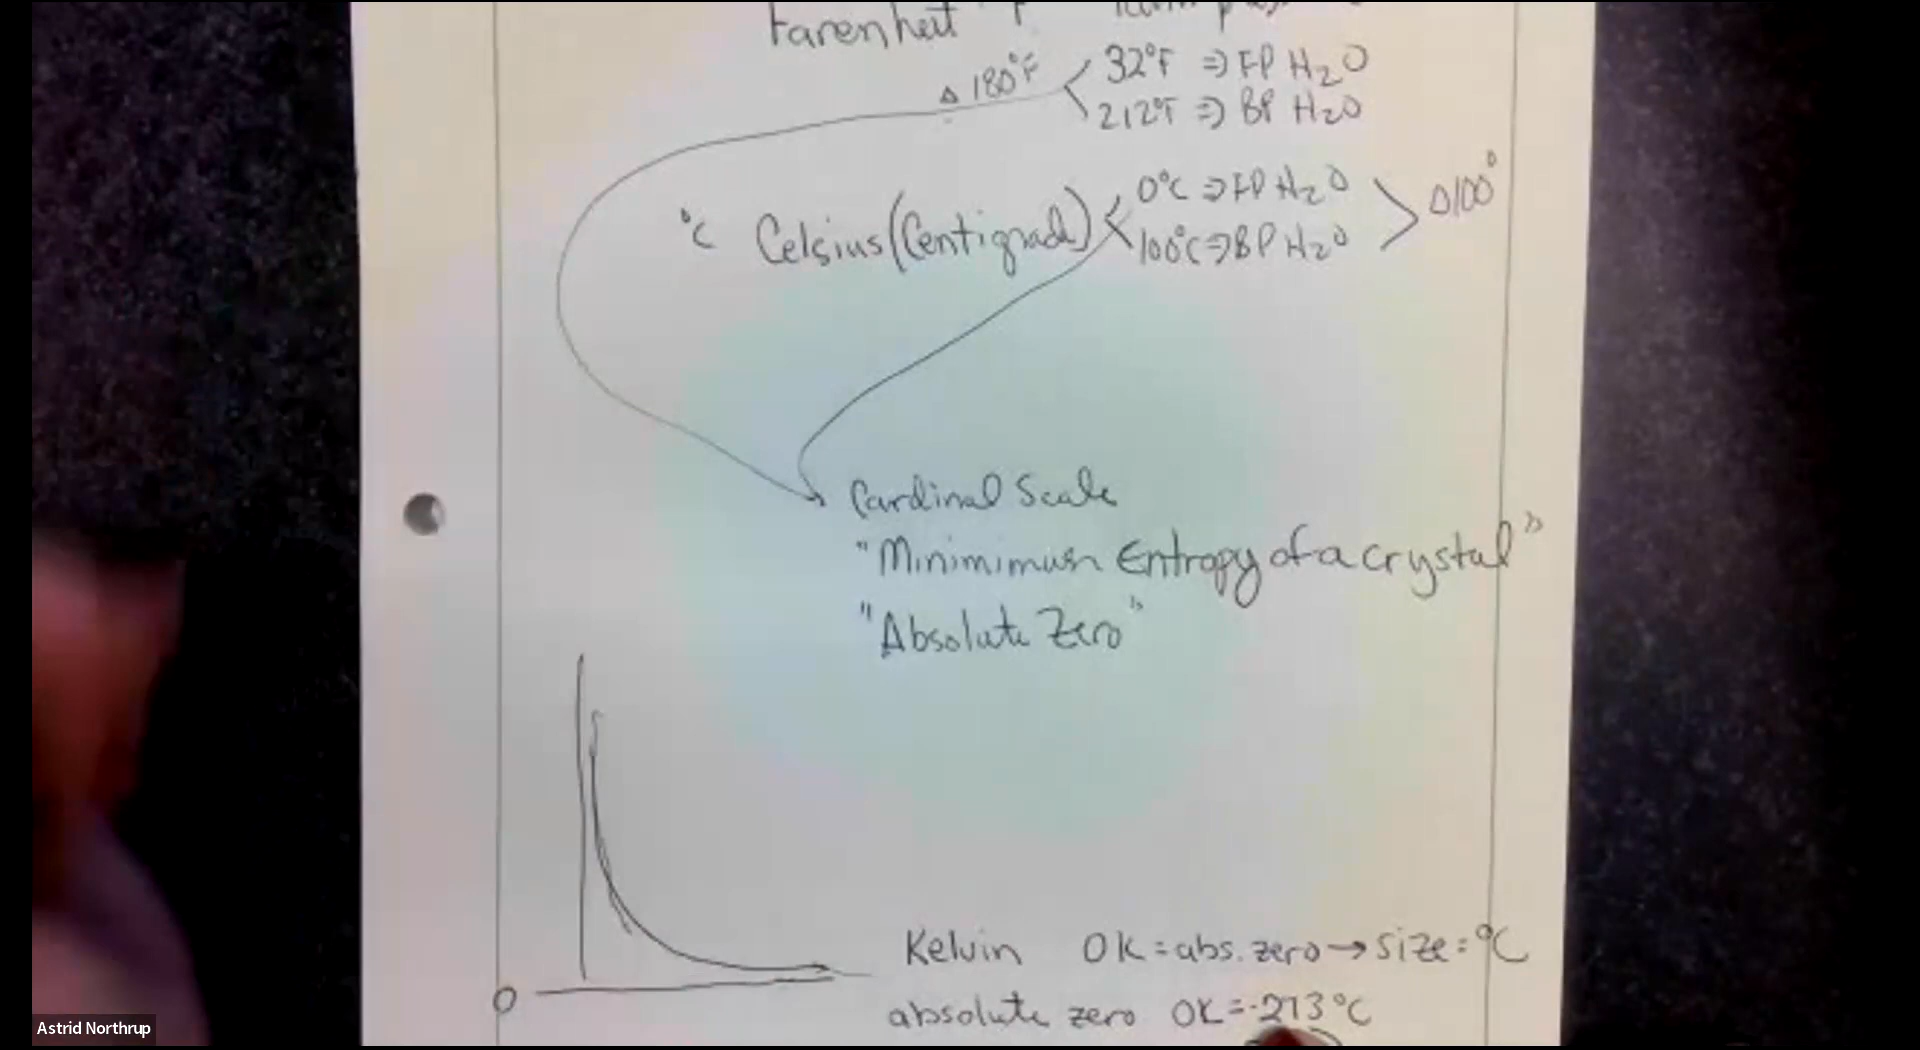 Farenheit °F
Δ 180°F
32°F ⇒ FP H2O
212°F ⇒ BP H2O
°C Celsius (Centigrade)
0°C ⇒ FP H2O
100°C ⇒ BP H2O
Δ100°
Cardinal Scale
"Minimimum Entropy of a crystal"
"Absolute Zero"
Kelvin 0K = abs. zero → size = °C
absolute zero 0K = -273°C
0
Astrid Northrup